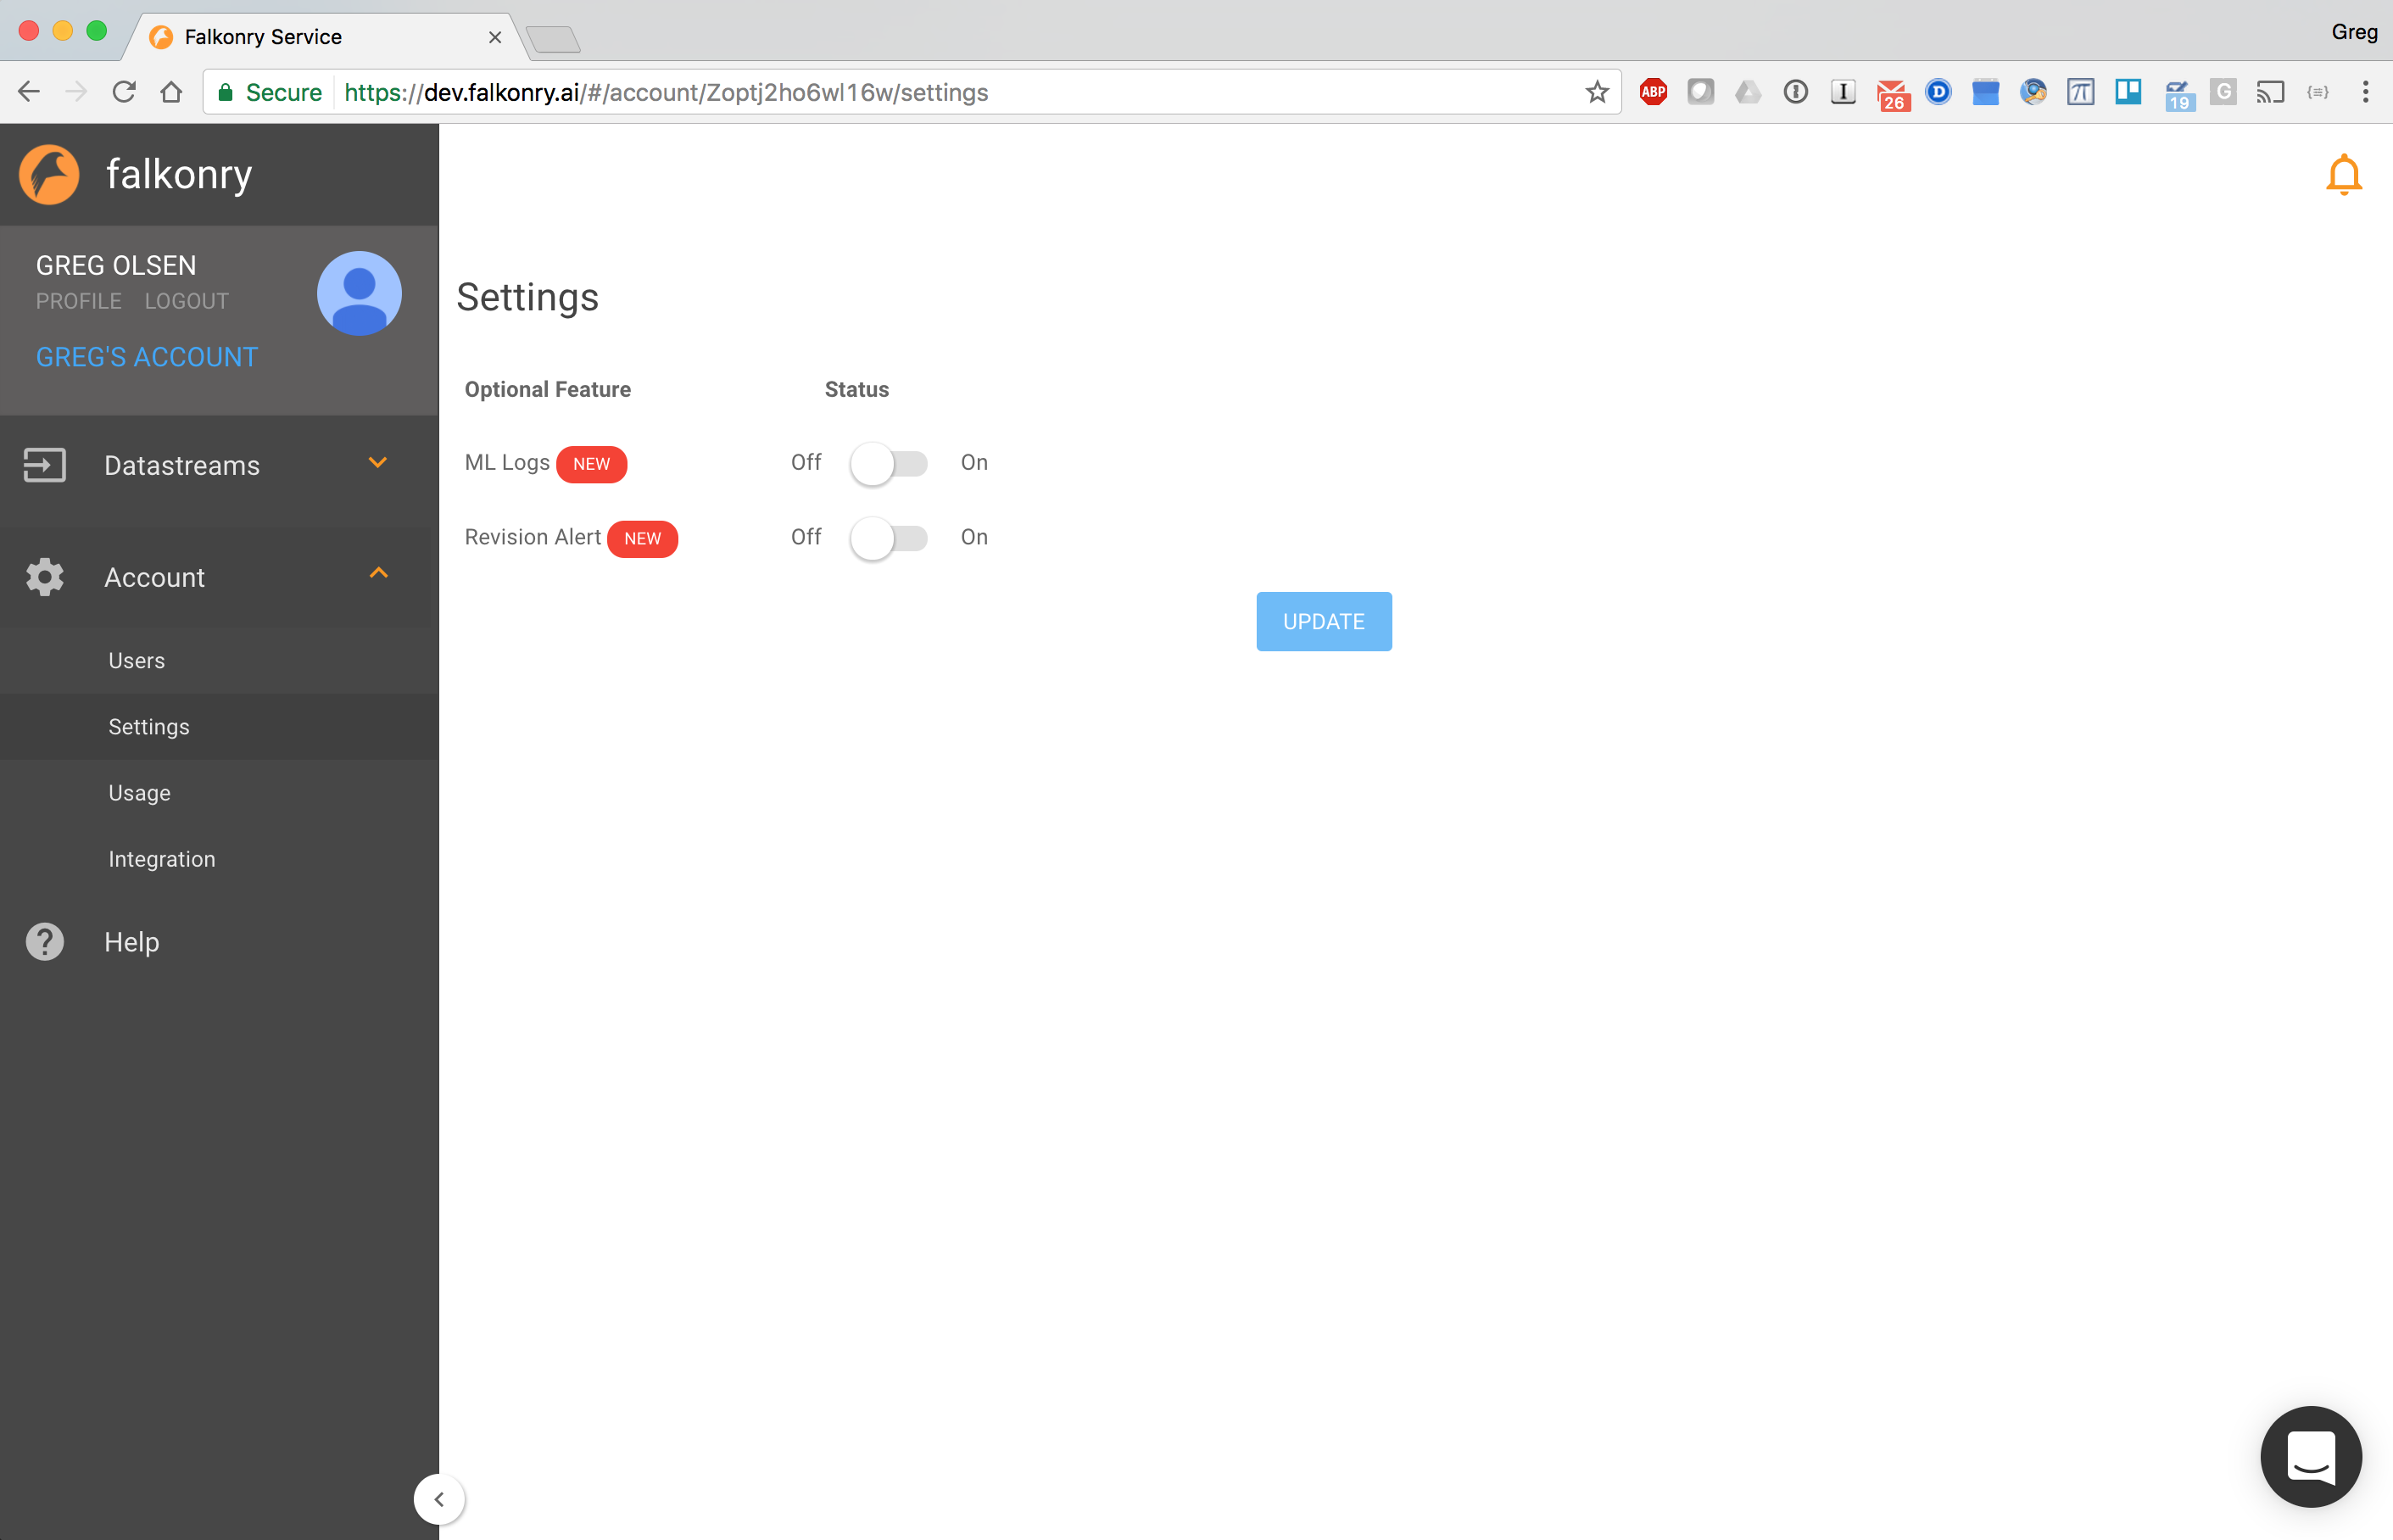 Falkonry Service
Greg
Secure https://dev.falkonry.ai/#/account/Zoptj2ho6wl16w/settings
ABP
26
D
19
G
falkonry
GREG OLSEN
PROFILE LOGOUT
GREG'S ACCOUNT
Datastreams
Account
Users
Settings
Usage
Integration
Help
Settings
Optional Feature Status
ML Logs NEW Off On
Revision Alert NEW Off On
UPDATE